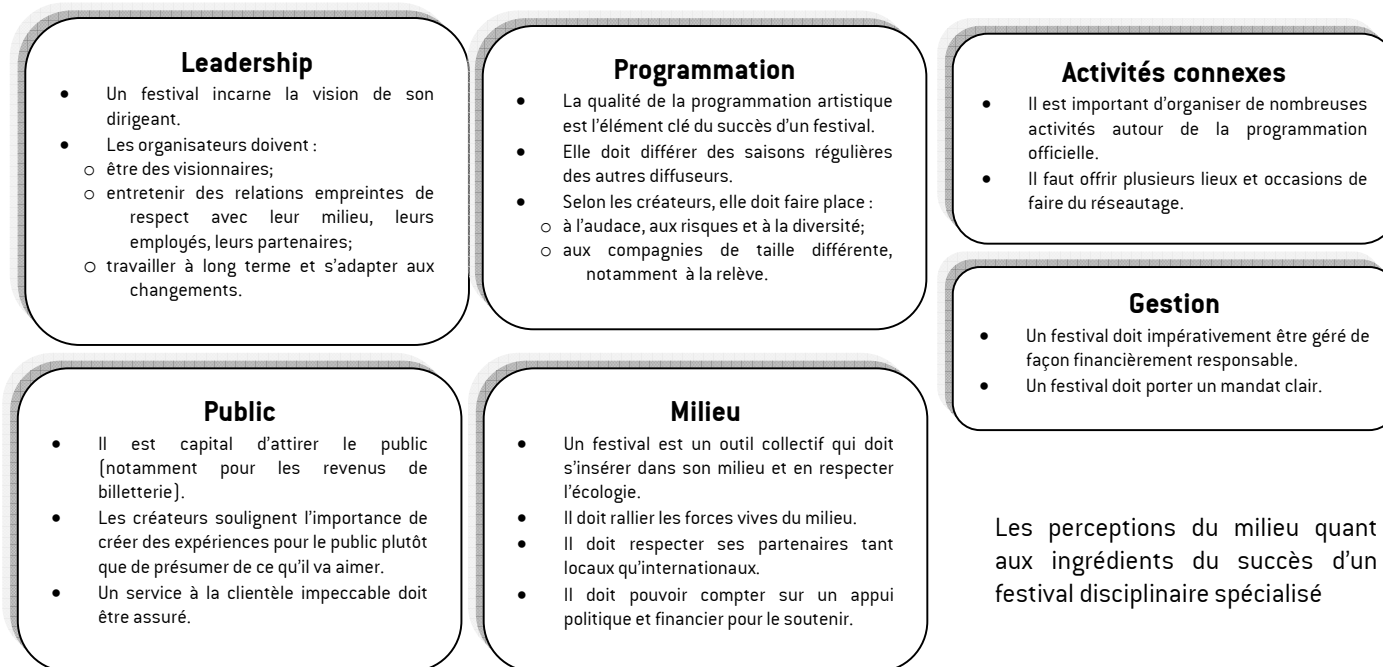 Leadership
• Un festival incarne la vision de son
dirigeant.
• Les organisateurs doivent :
o être des visionnaires;
o entretenir des relations empreintes de
respect avec leur milieu, leurs
employés, leurs partenaires;
o travailler à long terme et s'adapter aux
changements.
Programmation
• La qualité de la programmation artistique
est l'élément clé du succès d'un festival.
• Elle doit différer des saisons régulières
des autres diffuseurs.
• Selon les créateurs, elle doit faire place :
o à l'audace, aux risques et à la diversité;
o aux compagnies de taille différente,
notamment à la relève.
Activités connexes
• Il est important d'organiser de nombreuses
activités autour de la programmation
officielle.
• Il faut offrir plusieurs lieux et occasions de
faire du réseautage.
Gestion
• Un festival doit impérativement être géré de
façon financièrement responsable.
• Un festival doit porter un mandat clair.
Public
• Il est capital d'attirer le public
(notamment pour les revenus de
billetterie).
• Les créateurs soulignent l'importance de
créer des expériences pour le public plutôt
que de présumer de ce qu'il va aimer.
• Un service à la clientèle impeccable doit
être assuré.
Milieu
• Un festival est un outil collectif qui doit
s'insérer dans son milieu et en respecter
l'écologie.
• Il doit rallier les forces vives du milieu.
• Il doit respecter ses partenaires tant
locaux qu'internationaux.
• Il doit pouvoir compter sur un appui
politique et financier pour le soutenir.
Les perceptions du milieu quant
aux ingrédients du succès d'un
festival disciplinaire spécialisé